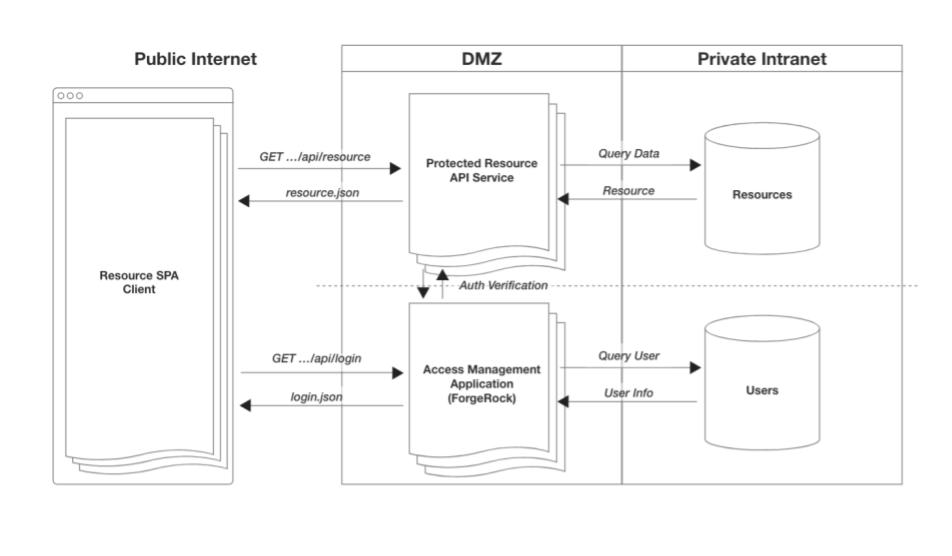 Public Internet
DMZ
Private Intranet
GET .../api/resource
resource.json
Protected Resource
API Service
Query Data
Resource
Resources
Resource SPA
Client
Auth Verification
GET .../api/login
login.json
Access Management
Application
(ForgeRock)
Query User
User Info
Users